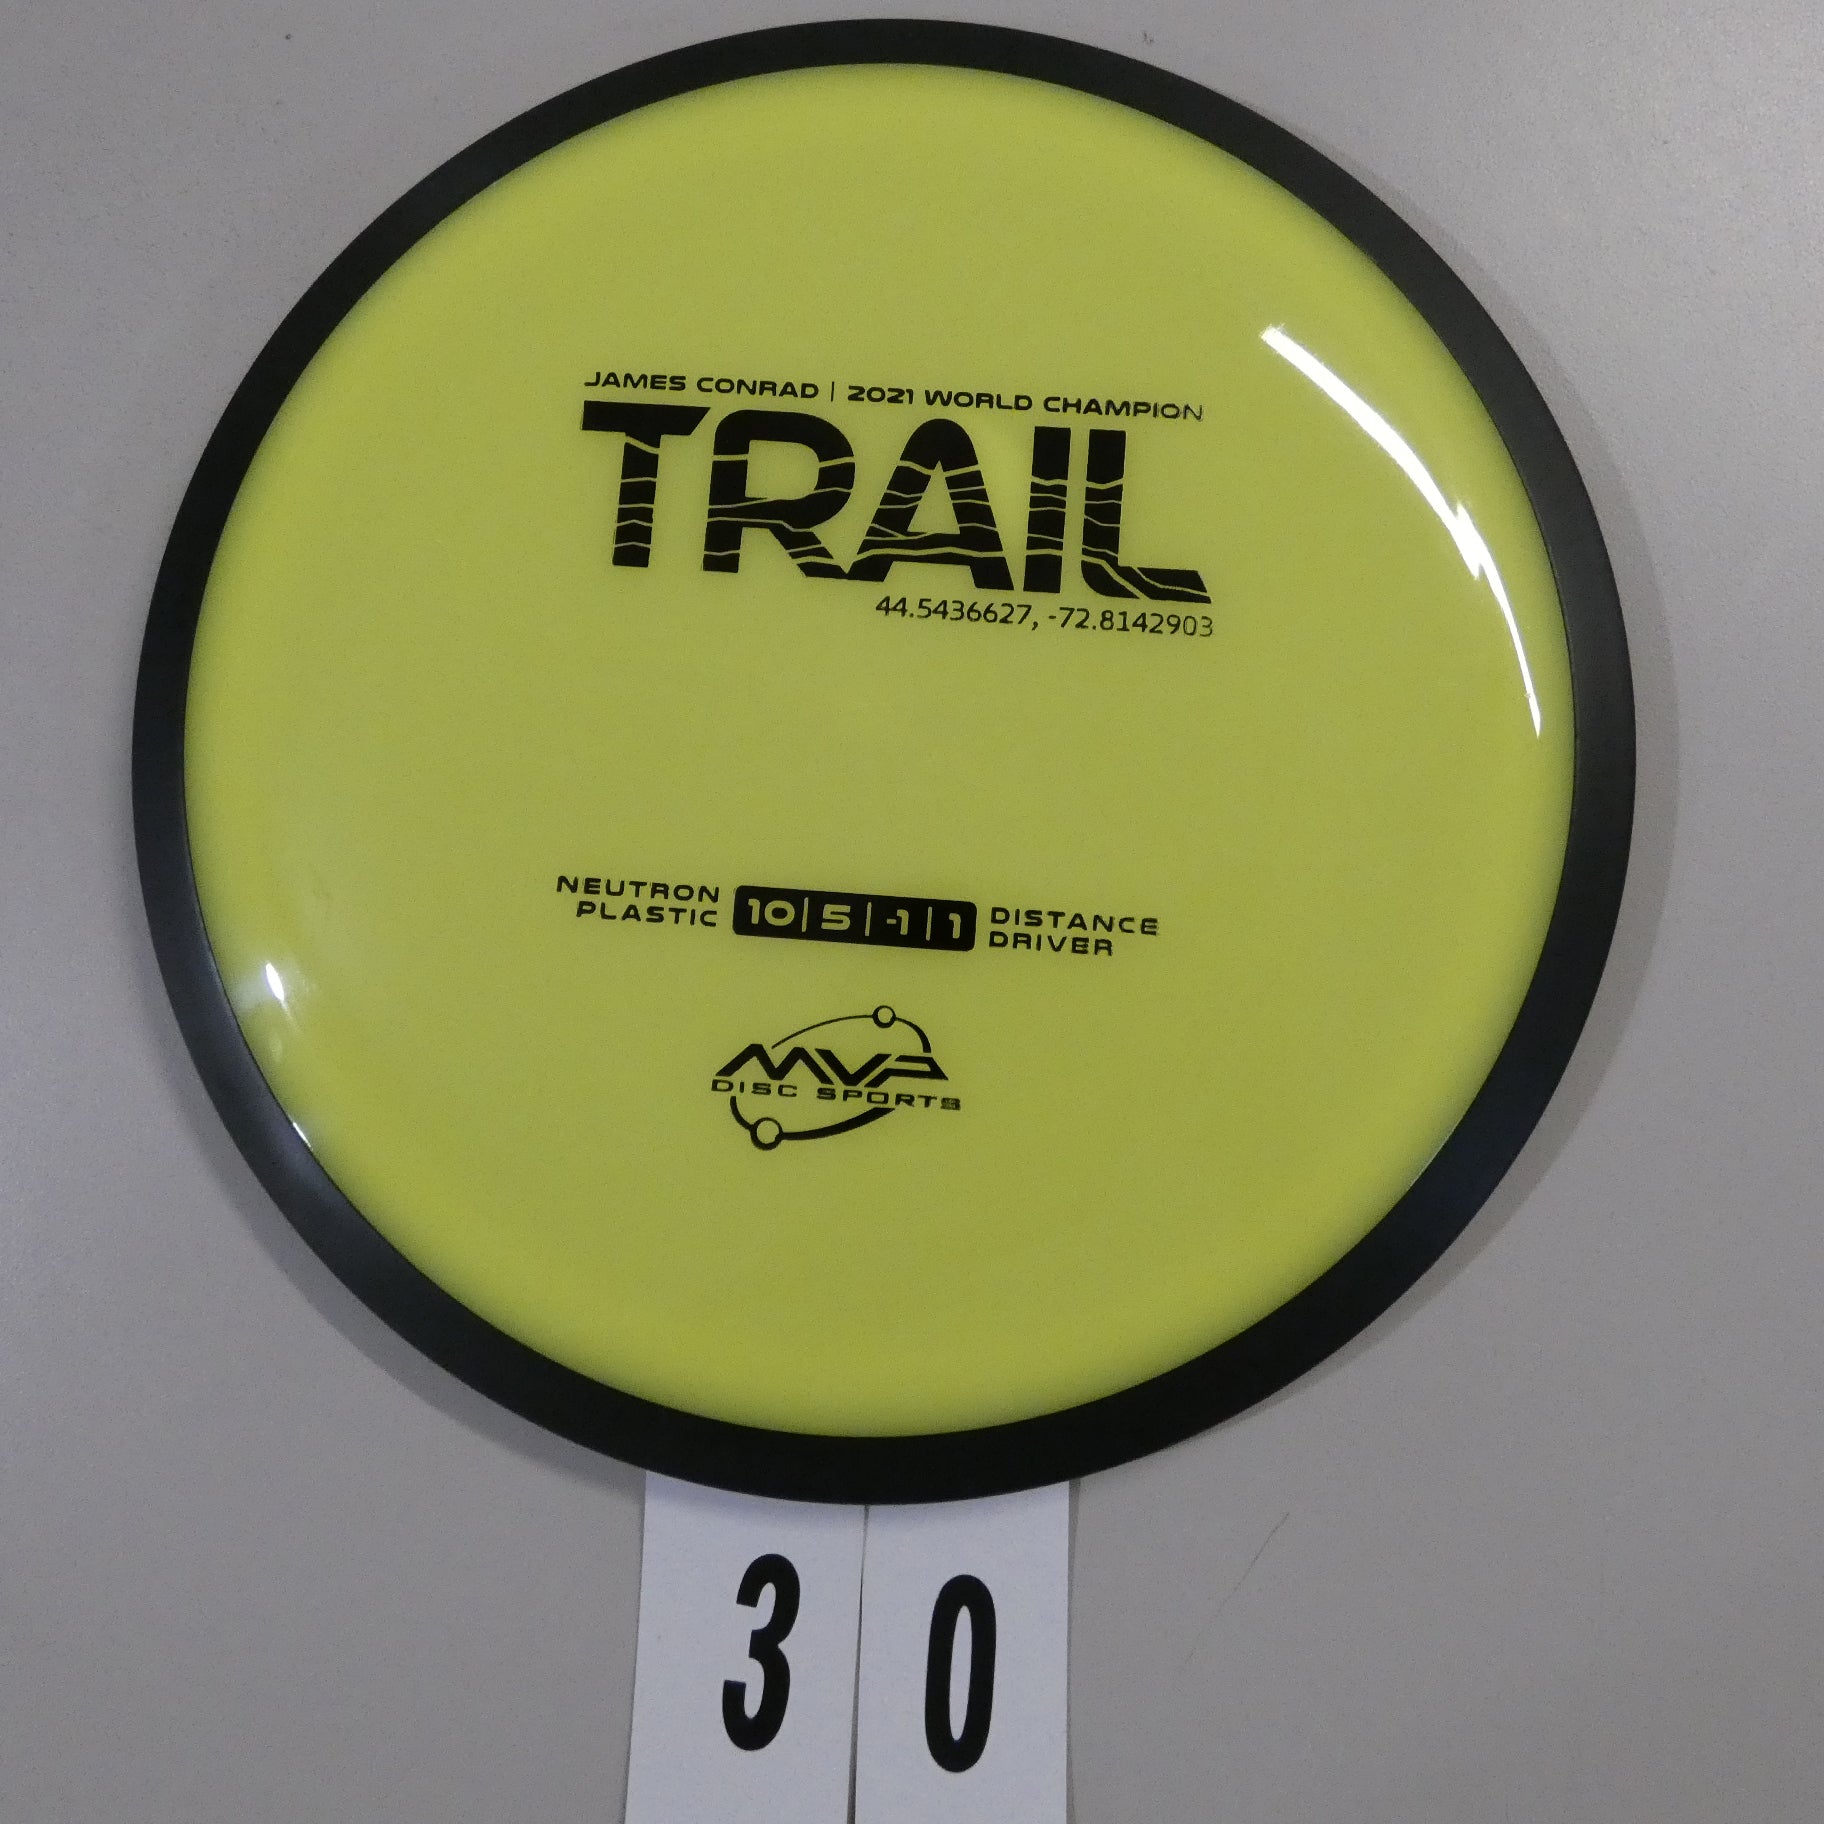 JAMES CONRAD | 2021 WORLD CHAMPION
TRAIL
44.5436627, -72.8142903
NEUTRON PLASTIC
10 | 5 | -1 | 1
DISTANCE DRIVER
MVP
DISC SPORTS
3 0